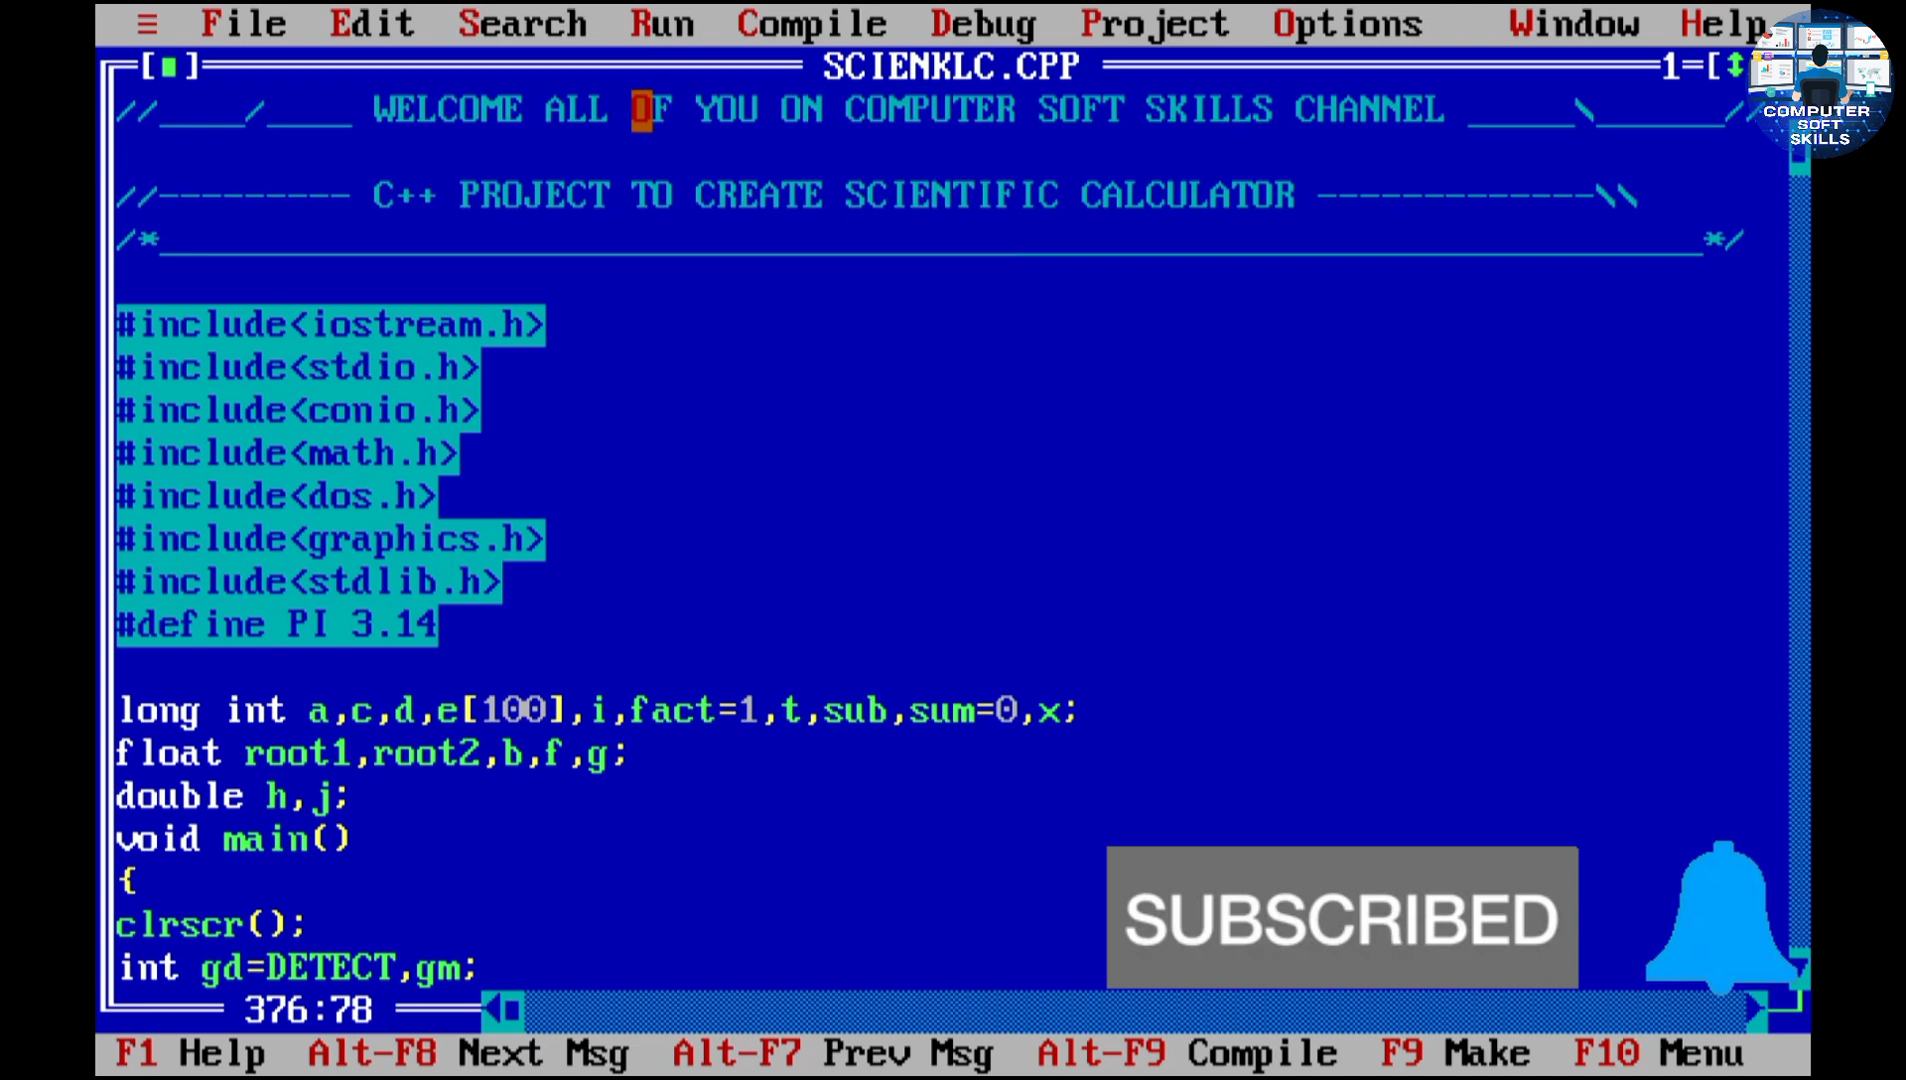 ≡ File Edit Search Run Compile Debug Project Options Window Help
[■] SCIENKLC.CPP 1=[↕]
//____/____ WELCOME ALL OF YOU ON COMPUTER SOFT SKILLS CHANNEL _____\______//
COMPUTER
SOFT
SKILLS
//--------- C++ PROJECT TO CREATE SCIENTIFIC CALCULATOR -------------\\
/*________________________________________________________________________*/
#include<iostream.h>
#include<stdio.h>
#include<conio.h>
#include<math.h>
#include<dos.h>
#include<graphics.h>
#include<stdlib.h>
#define PI 3.14
long int a,c,d,e[100],i,fact=1,t,sub,sum=0,x;
float root1,root2,b,f,g;
double h,j;
void main()
{
clrscr();
int gd=DETECT,gm;
SUBSCRIBED
376:78
F1 Help Alt-F8 Next Msg Alt-F7 Prev Msg Alt-F9 Compile F9 Make F10 Menu